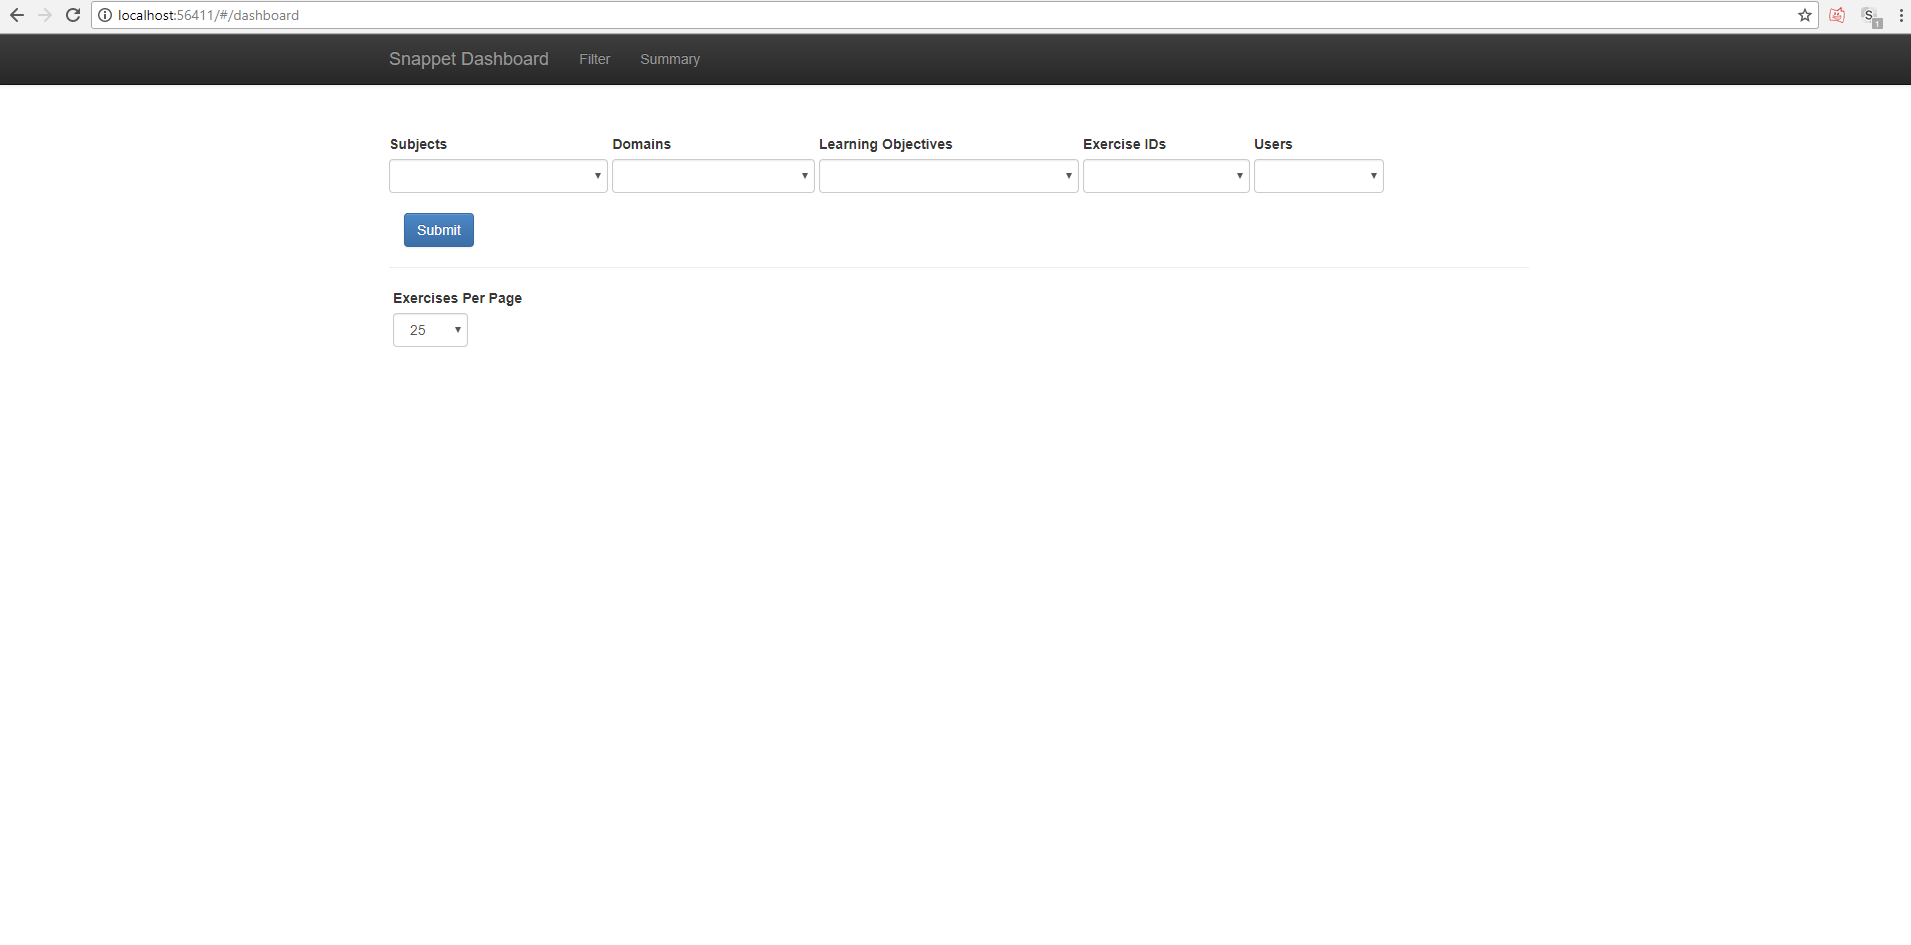 localhost:56411/#/dashboard
S
1
Snappet Dashboard Filter Summary
Subjects Domains Learning Objectives Exercise IDs Users
Submit
Exercises Per Page
25